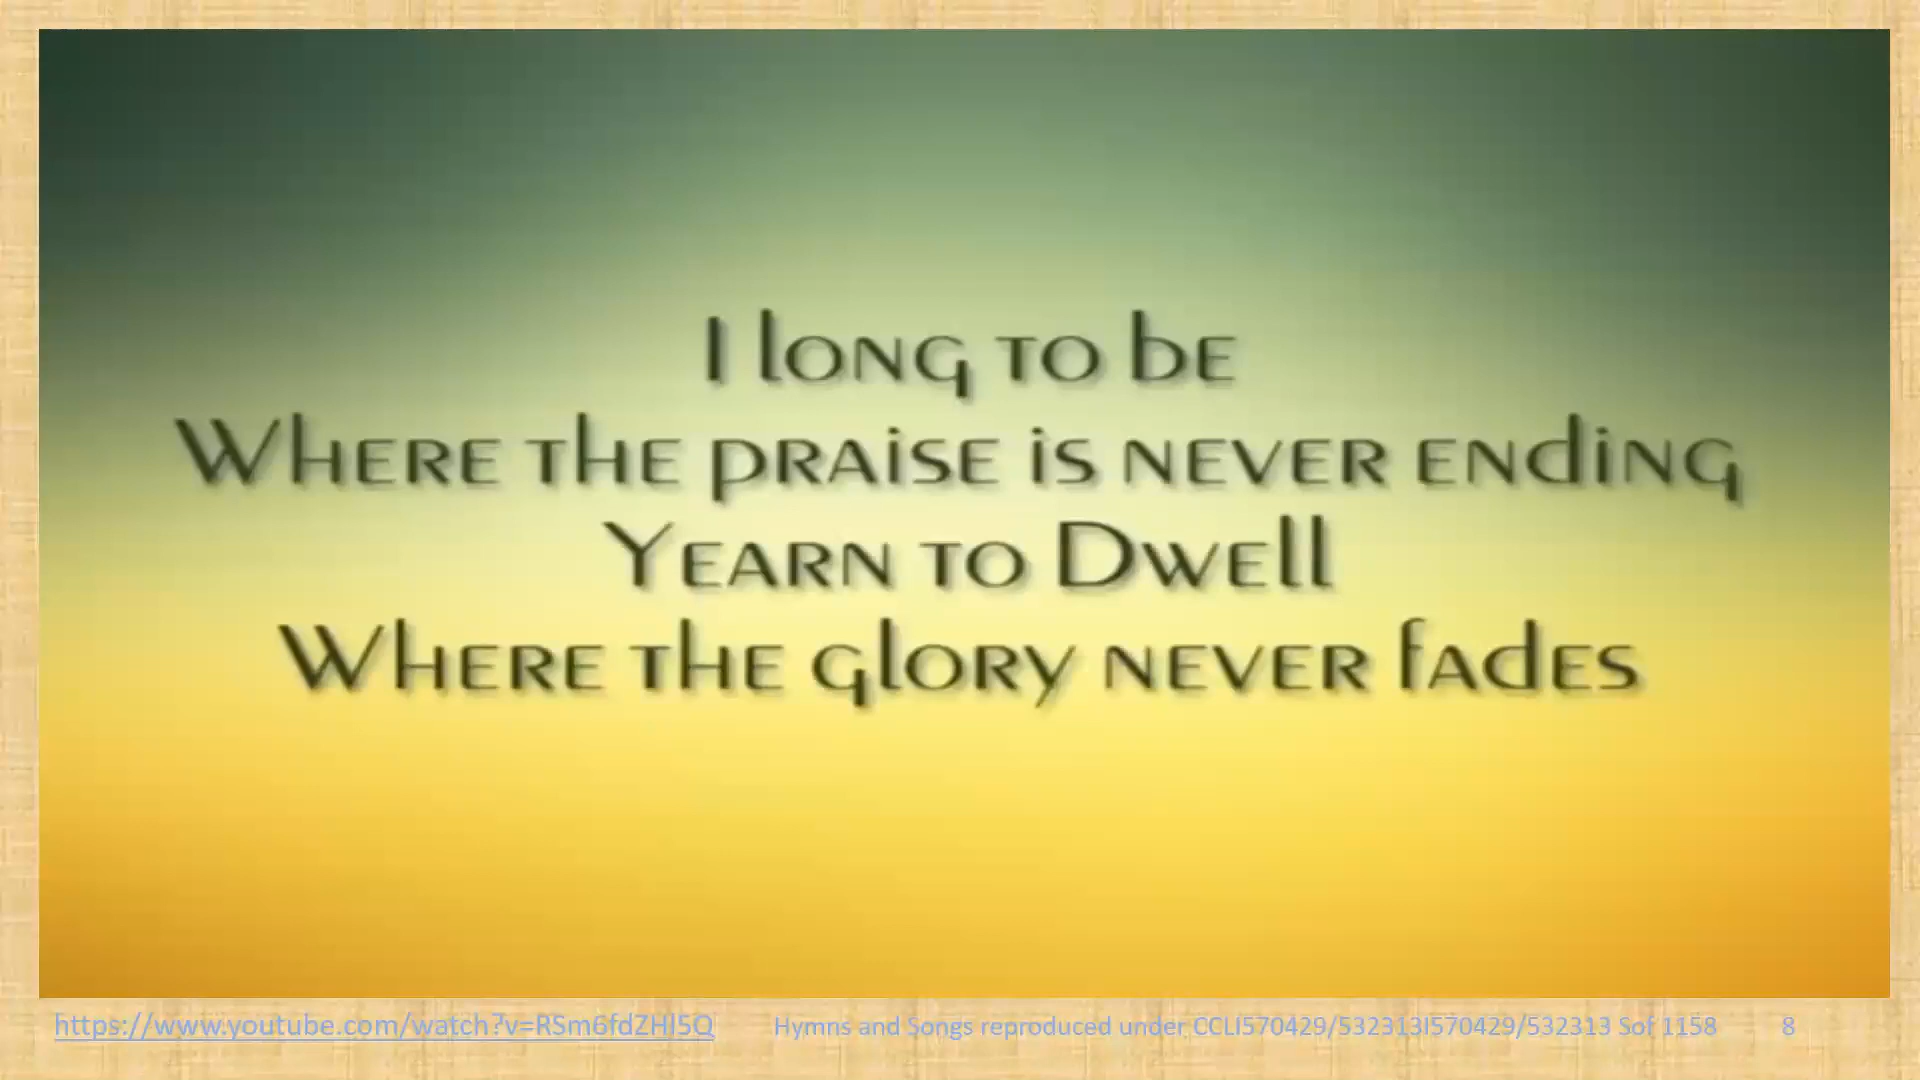 I long to be
Where the praise is never ending
Yearn to Dwell
Where the glory never fades
https://www.youtube.com/watch?v=RSm6fdZHl5Q Hymns and Songs reproduced under CCLI570429/532313I570429/532313 Sof 1158 8